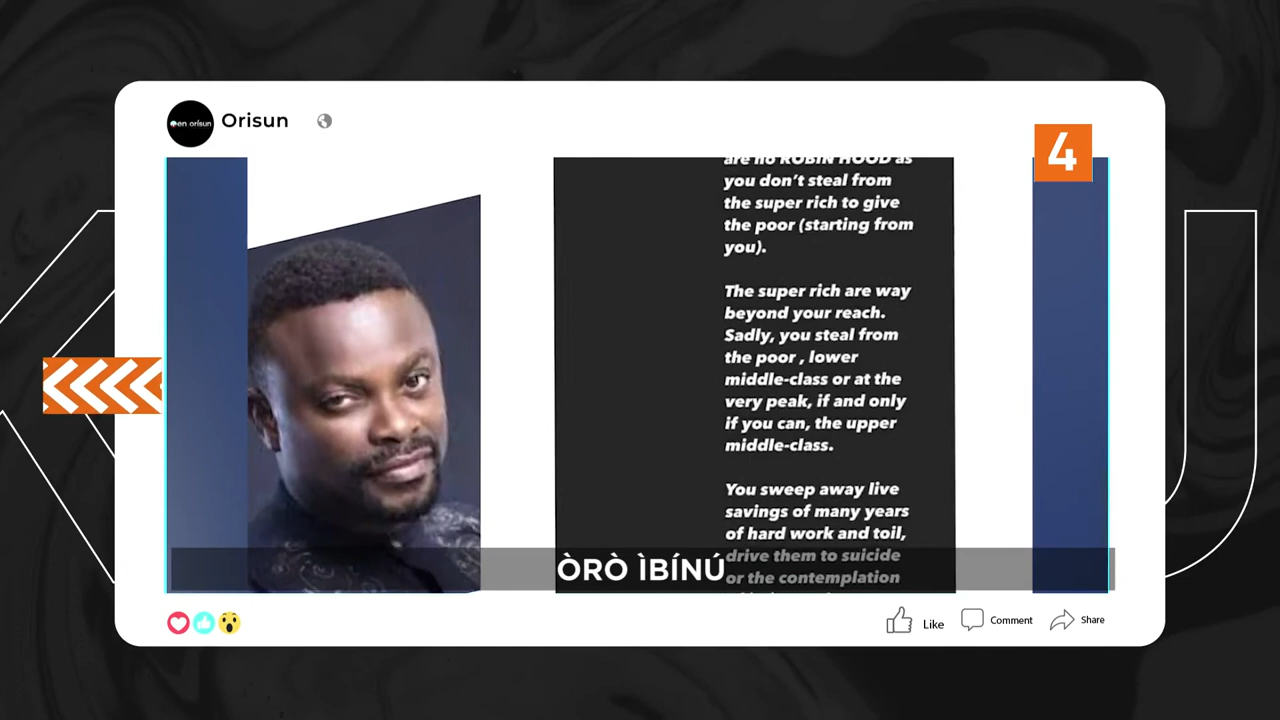 en orísun
Orisun
4
are no ROBIN HOOD as
you don't steal from
the super rich to give
the poor (starting from
you).
The super rich are way
beyond your reach.
Sadly, you steal from
the poor , lower
middle-class or at the
very peak, if and only
if you can, the upper
middle-class.
You sweep away live
savings of many years
of hard work and toil,
drive them to suicide
or the contemplation
ÒRÒ ÌBÍNÚ
Like
Comment
Share